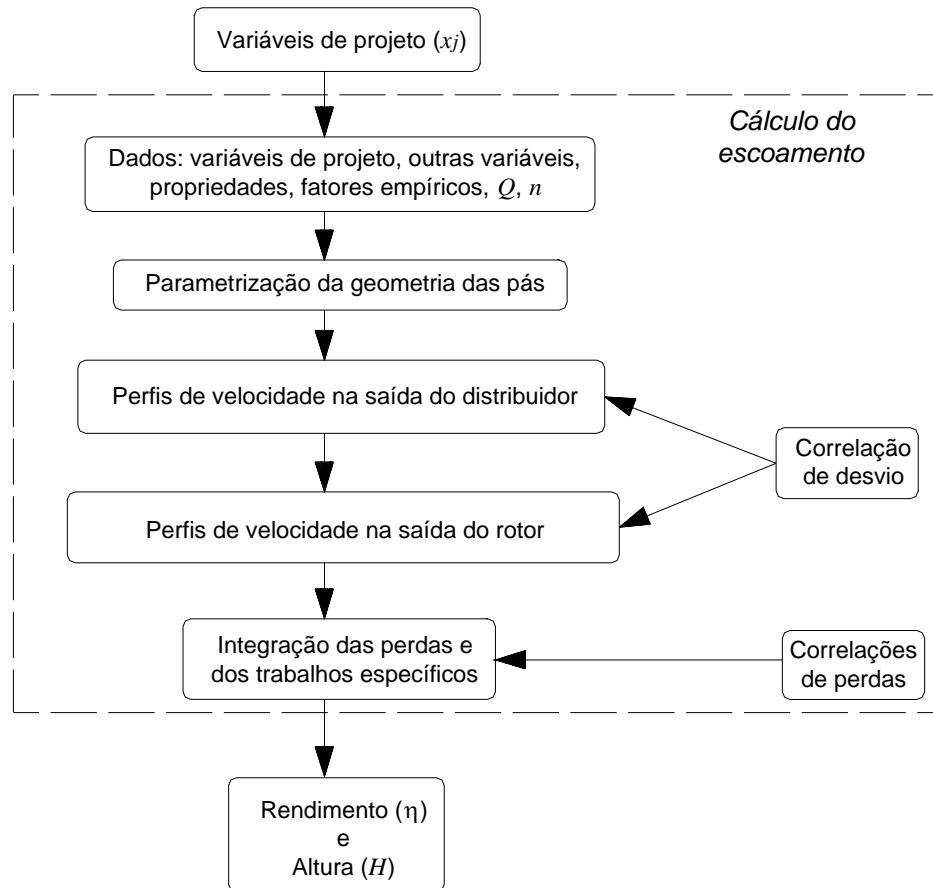 Variáveis de projeto (xj)
Cálculo do
escoamento
Dados: variáveis de projeto, outras variáveis,
propriedades, fatores empíricos, Q, n
Parametrização da geometria das pás
Perfis de velocidade na saída do distribuidor
Correlação
de desvio
Perfis de velocidade na saída do rotor
Integração das perdas e
dos trabalhos específicos
Correlações
de perdas
Rendimento (η)
e
Altura (H)